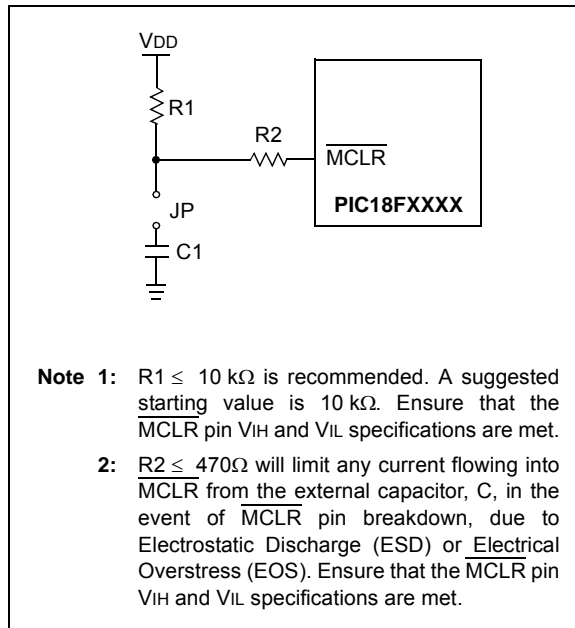 VDD
R1
R2
MCLR
JP
PIC18FXXXX
C1
Note 1: R1 ≤ 10 kΩ is recommended. A suggested
starting value is 10 kΩ. Ensure that the
MCLR pin VIH and VIL specifications are met.
2: R2 ≤ 470Ω will limit any current flowing into
MCLR from the external capacitor, C, in the
event of MCLR pin breakdown, due to
Electrostatic Discharge (ESD) or Electrical
Overstress (EOS). Ensure that the MCLR pin
VIH and VIL specifications are met.